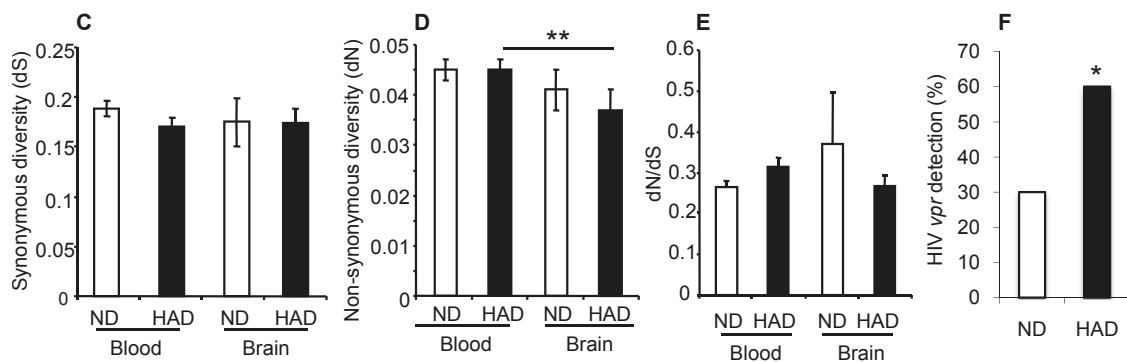 C
Synonymous diversity (dS)
0.25
0.2
0.15
0.1
0.05
0
ND HAD ND HAD
Blood Brain
D
**
Non-synonymous diversity (dN)
0.05
0.04
0.03
0.02
0.01
0
ND HAD ND HAD
Blood Brain
E
dN/dS
0.6
0.5
0.4
0.3
0.2
0.1
0
ND HAD ND HAD
Blood Brain
F
*
HIV vpr detection (%)
70
60
50
40
30
20
10
0
ND HAD